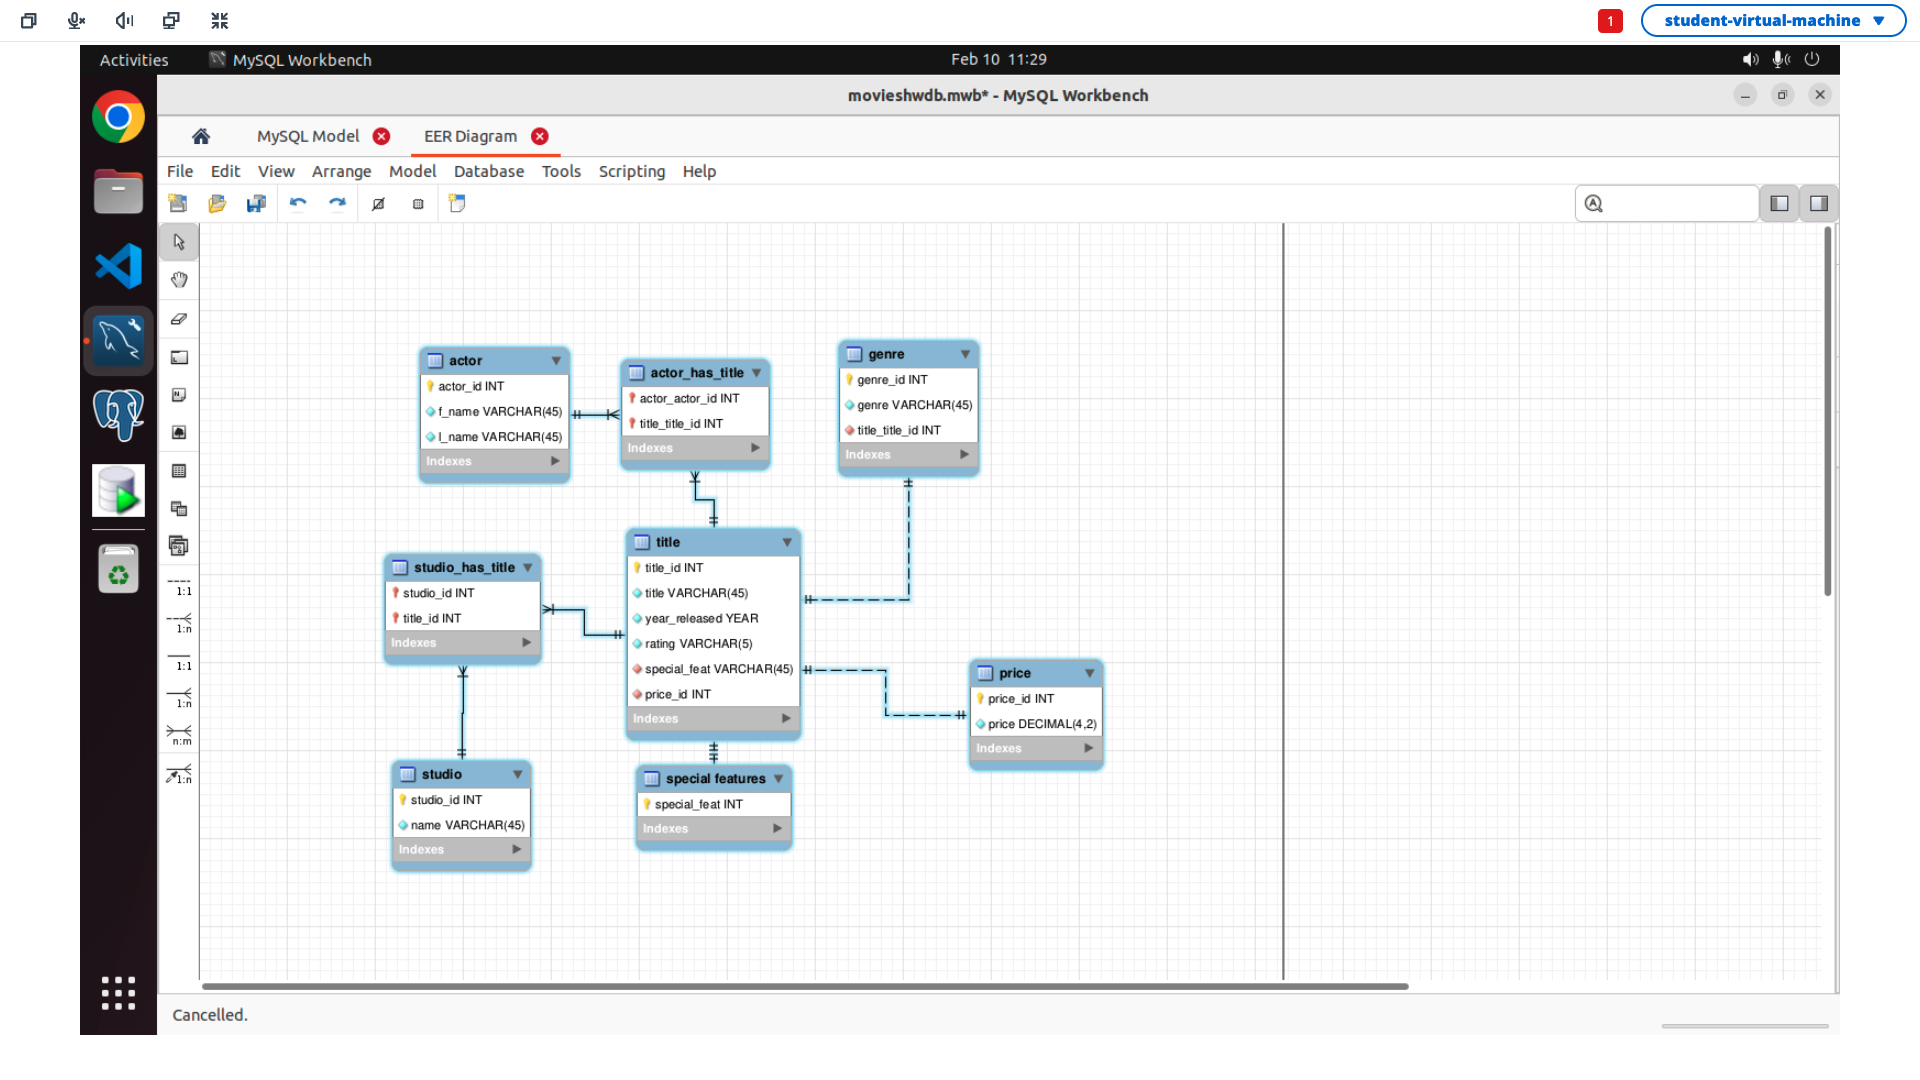 1
student-virtual-machine
Activities
MySQL Workbench
Feb 10 11:29
movieshwdb.mwb* - MySQL Workbench
MySQL Model
EER Diagram
File Edit View Arrange Model Database Tools Scripting Help
actor
actor_id INT
f_name VARCHAR(45)
l_name VARCHAR(45)
Indexes
actor_has_title
actor_actor_id INT
title_title_id INT
Indexes
genre
genre_id INT
genre VARCHAR(45)
title_title_id INT
Indexes
studio_has_title
studio_id INT
title_id INT
Indexes
title
title_id INT
title VARCHAR(45)
year_released YEAR
rating VARCHAR(5)
special_feat VARCHAR(45)
price_id INT
Indexes
price
price_id INT
price DECIMAL(4,2)
Indexes
studio
studio_id INT
name VARCHAR(45)
Indexes
special features
special_feat INT
Indexes
1:1
1:n
1:1
1:n
n:m
1:n
Cancelled.